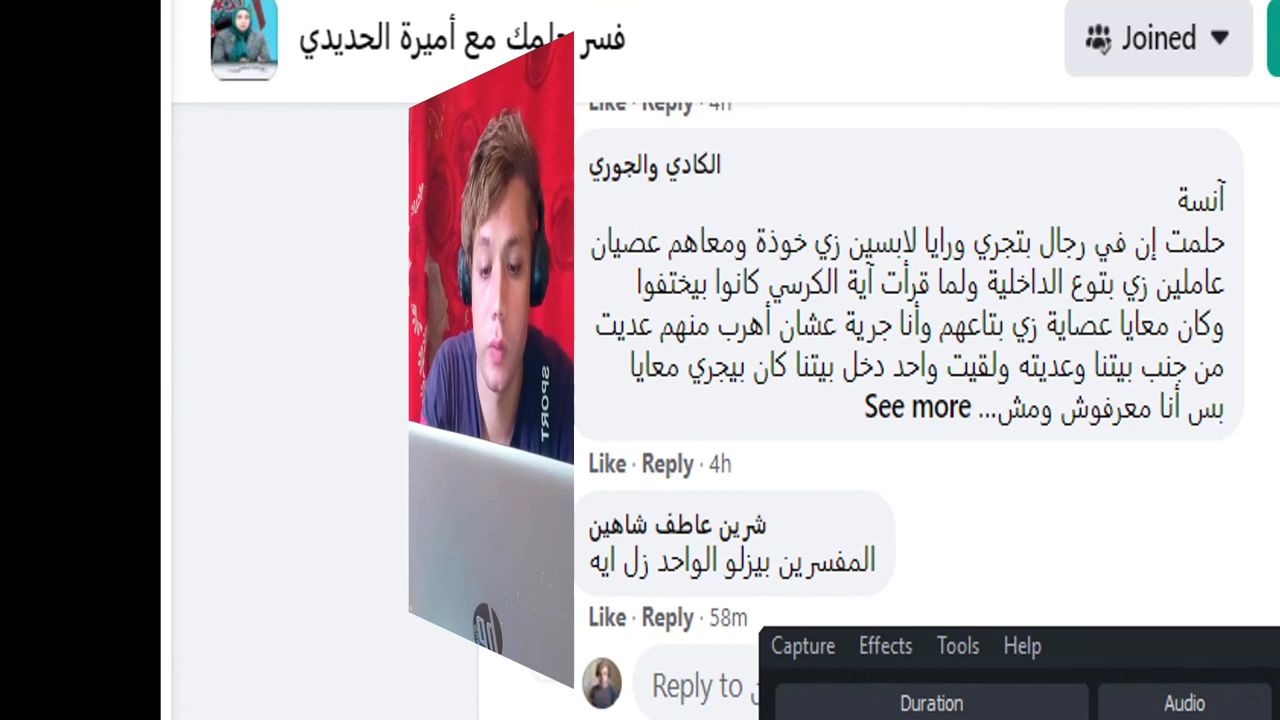 فسر حلمك مع أميرة الحديدي
Joined
Like · Reply · 4h
الكادي والجوري
آنسة
حلمت إن في رجال بتجري ورايا لابسين زي خوذة ومعاهم عصيان
عاملين زي بتوع الداخلية ولما قرأت آية الكرسي كانوا بيختفوا
وكان معايا عصاية زي بتاعهم وأنا جرية عشان أهرب منهم عديت
من جنب بيتنا وعديته ولقيت واحد دخل بيتنا كان بيجري معايا
بس أنا معرفوش ومش... See more
Like · Reply · 4h
شرين عاطف شاهين
المفسرين بيزلو الواحد زل ايه
Like · Reply · 58m
Reply to
Capture Effects Tools Help
Duration Audio
SPORT
hp